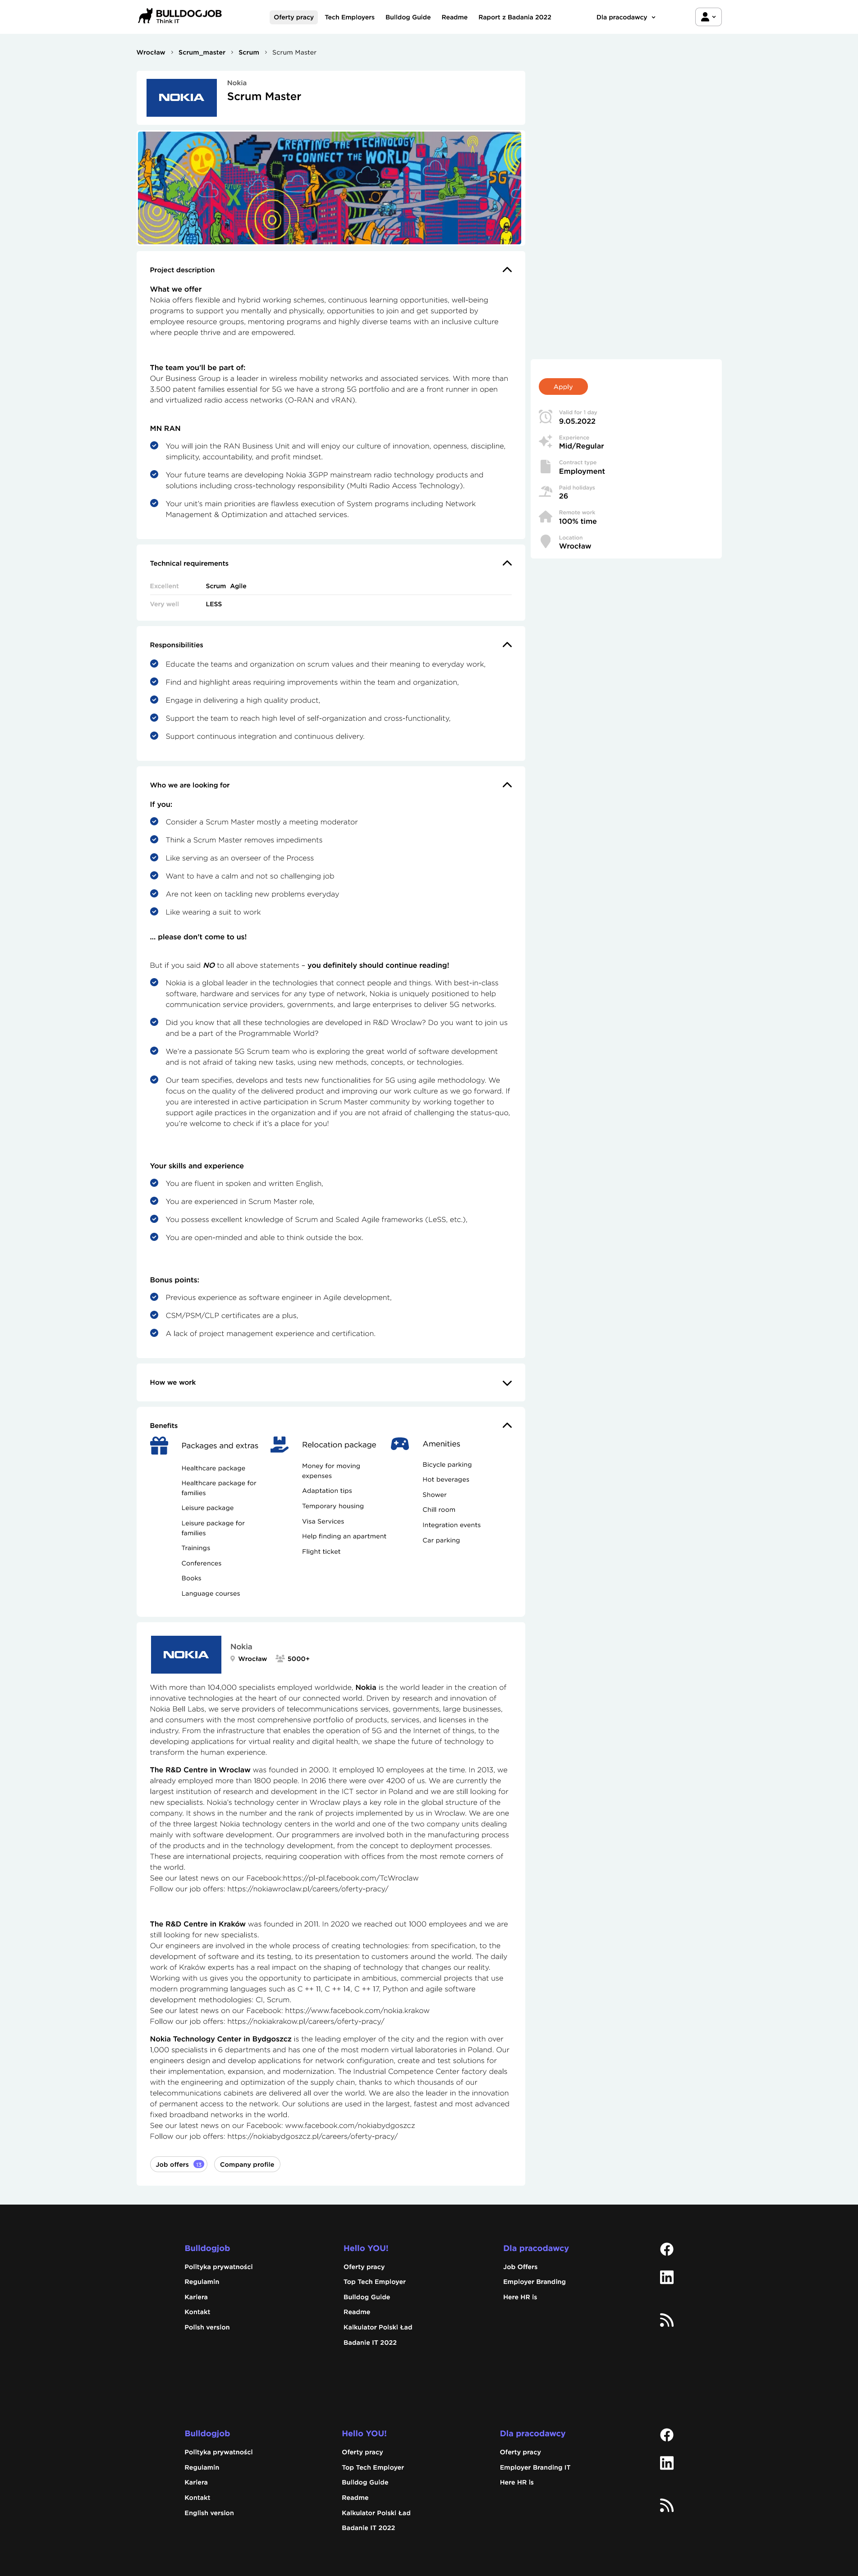 BULLDOGJOB
Think IT
Oferty pracy
Tech Employers
Bulldog Guide
Readme
Raport z Badania 2022
Dla pracodawcy
Wrocław > Scrum_master > Scrum > Scrum Master
NOKIA
Nokia
Scrum Master
CREATING THE TECHNOLOGY
TO CONNECT THE WORLD
5G
Project description
What we offer
Nokia offers flexible and hybrid working schemes, continuous learning opportunities, well-being
programs to support you mentally and physically, opportunities to join and get supported by
employee resource groups, mentoring programs and highly diverse teams with an inclusive culture
where people thrive and are empowered.
The team you'll be part of:
Our Business Group is a leader in wireless mobility networks and associated services. With more than
3.500 patent families essential for 5G we have a strong 5G portfolio and are a front runner in open
and virtualized radio access networks (O-RAN and vRAN).
MN RAN
You will join the RAN Business Unit and will enjoy our culture of innovation, openness, discipline,
simplicity, accountability, and profit mindset.
Your future teams are developing Nokia 3GPP mainstream radio technology products and
solutions including cross-technology responsibility (Multi Radio Access Technology).
Your unit's main priorities are flawless execution of System programs including Network
Management & Optimization and attached services.
Apply
Valid for 1 day
9.05.2022
Experience
Mid/Regular
Contract type
Employment
Paid holidays
26
Remote work
100% time
Location
Wrocław
Technical requirements
Excellent Scrum Agile
Very well LESS
Responsibilities
Educate the teams and organization on scrum values and their meaning to everyday work,
Find and highlight areas requiring improvements within the team and organization,
Engage in delivering a high quality product,
Support the team to reach high level of self-organization and cross-functionality,
Support continuous integration and continuous delivery.
Who we are looking for
If you:
Consider a Scrum Master mostly a meeting moderator
Think a Scrum Master removes impediments
Like serving as an overseer of the Process
Want to have a calm and not so challenging job
Are not keen on tackling new problems everyday
Like wearing a suit to work
... please don't come to us!
But if you said NO to all above statements – you definitely should continue reading!
Nokia is a global leader in the technologies that connect people and things. With best-in-class
software, hardware and services for any type of network, Nokia is uniquely positioned to help
communication service providers, governments, and large enterprises to deliver 5G networks.
Did you know that all these technologies are developed in R&D Wroclaw? Do you want to join us
and be a part of the Programmable World?
We're a passionate 5G Scrum team who is exploring the great world of software development
and is not afraid of taking new tasks, using new methods, concepts, or technologies.
Our team specifies, develops and tests new functionalities for 5G using agile methodology. We
focus on the quality of the delivered product and improving our work culture as we go forward. If
you are interested in active participation in Scrum Master community by working together to
support agile practices in the organization and if you are not afraid of challenging the status-quo,
you're welcome to check if it's a place for you!
Your skills and experience
You are fluent in spoken and written English,
You are experienced in Scrum Master role,
You possess excellent knowledge of Scrum and Scaled Agile frameworks (LeSS, etc.),
You are open-minded and able to think outside the box.
Bonus points:
Previous experience as software engineer in Agile development,
CSM/PSM/CLP certificates are a plus,
A lack of project management experience and certification.
How we work
Benefits
Packages and extras
Healthcare package
Healthcare package for
families
Leisure package
Leisure package for
families
Trainings
Conferences
Books
Language courses
Relocation package
Money for moving
expenses
Adaptation tips
Temporary housing
Visa Services
Help finding an apartment
Flight ticket
Amenities
Bicycle parking
Hot beverages
Shower
Chill room
Integration events
Car parking
NOKIA
Nokia
Wrocław 5000+
With more than 104,000 specialists employed worldwide, Nokia is the world leader in the creation of
innovative technologies at the heart of our connected world. Driven by research and innovation of
Nokia Bell Labs, we serve providers of telecommunications services, governments, large businesses,
and consumers with the most comprehensive portfolio of products, services, and licenses in the
industry. From the infrastructure that enables the operation of 5G and the Internet of things, to the
developing applications for virtual reality and digital health, we shape the future of technology to
transform the human experience.
The R&D Centre in Wroclaw was founded in 2000. It employed 10 employees at the time. In 2013, we
already employed more than 1800 people. In 2016 there were over 4200 of us. We are currently the
largest institution of research and development in the ICT sector in Poland and we are still looking for
new specialists. Nokia's technology center in Wroclaw plays a key role in the global structure of the
company. It shows in the number and the rank of projects implemented by us in Wroclaw. We are one
of the three largest Nokia technology centers in the world and one of the two company units dealing
mainly with software development. Our programmers are involved both in the manufacturing process
of the products and in the technology development, from the concept to deployment processes.
These are international projects, requiring cooperation with offices from the most remote corners of
the world.
See our latest news on our Facebook:https://pl-pl.facebook.com/TcWroclaw
Follow our job offers: https://nokiawroclaw.pl/careers/oferty-pracy/
The R&D Centre in Kraków was founded in 2011. In 2020 we reached out 1000 employees and we are
still looking for new specialists.
Our engineers are involved in the whole process of creating technologies: from specification, to the
development of software and its testing, to its presentation to customers around the world. The daily
work of Kraków experts has a real impact on the shaping of technology that changes our reality.
Working with us gives you the opportunity to participate in ambitious, commercial projects that use
modern programming languages such as C ++ 11, C ++ 14, C ++ 17, Python and agile software
development methodologies: CI, Scrum.
See our latest news on our Facebook: https://www.facebook.com/nokia.krakow
Follow our job offers: https://nokiakrakow.pl/careers/oferty-pracy/
Nokia Technology Center in Bydgoszcz is the leading employer of the city and the region with over
1,000 specialists in 6 departments and has one of the most modern virtual laboratories in Poland. Our
engineers design and develop applications for network configuration, create and test solutions for
their implementation, expansion, and modernization. The Industrial Competence Center factory deals
with the engineering and optimization of the supply chain, thanks to which thousands of our
telecommunications cabinets are delivered all over the world. We are also the leader in the innovation
of permanent access to the network. Our solutions are used in the largest, fastest and most advanced
fixed broadband networks in the world.
See our latest news on our Facebook: www.facebook.com/nokiabydgoszcz
Follow our job offers: https://nokiabydgoszcz.pl/careers/oferty-pracy/
Job offers 13
Company profile
Bulldogjob
Polityka prywatności
Regulamin
Kariera
Kontakt
Polish version
Hello YOU!
Oferty pracy
Top Tech Employer
Bulldog Guide
Readme
Kalkulator Polski Ład
Badanie IT 2022
Dla pracodawcy
Job Offers
Employer Branding
Here HR is
Bulldogjob
Polityka prywatności
Regulamin
Kariera
Kontakt
English version
Hello YOU!
Oferty pracy
Top Tech Employer
Bulldog Guide
Readme
Kalkulator Polski Ład
Badanie IT 2022
Dla pracodawcy
Oferty pracy
Employer Branding IT
Here HR is